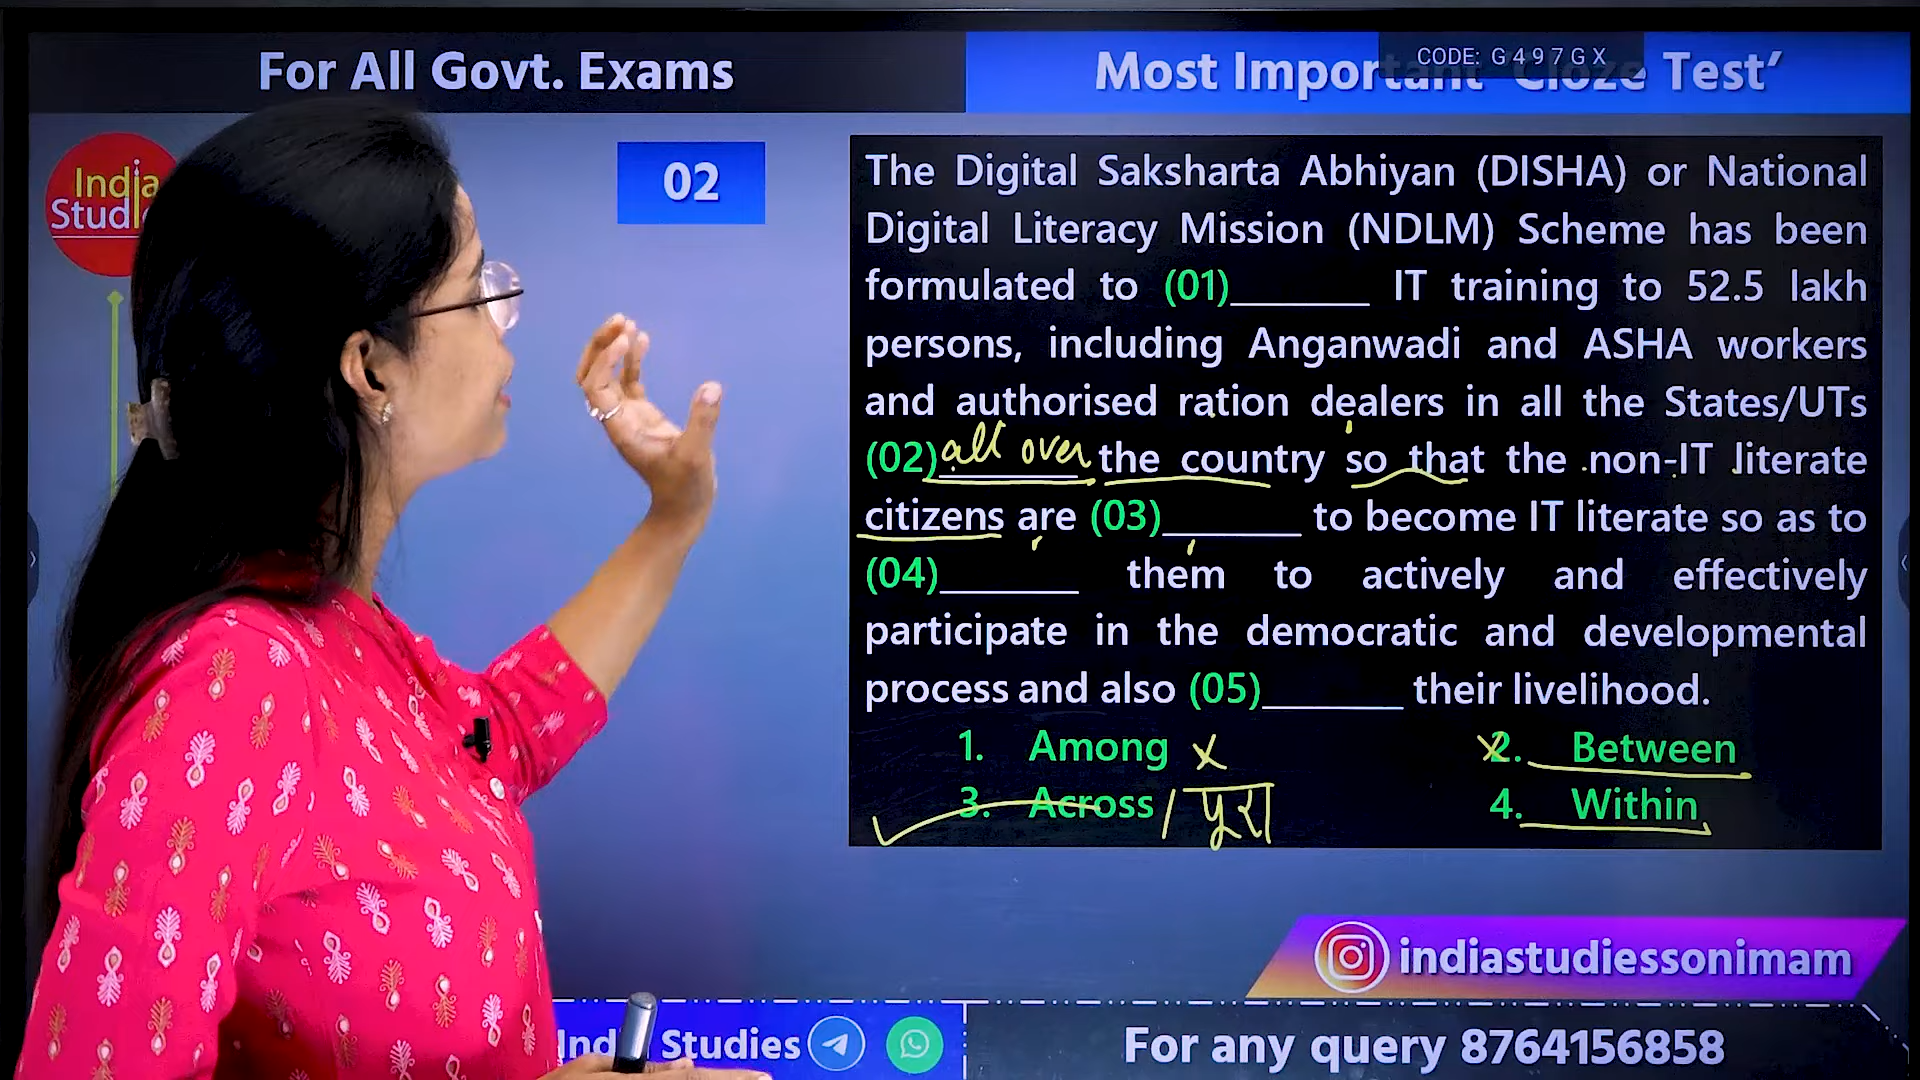 For All Govt. Exams
Most Important 'Cloze Test'
CODE: G497GX
India
Studies
02
The Digital Saksharta Abhiyan (DISHA) or National
Digital Literacy Mission (NDLM) Scheme has been
formulated to (01)_______ IT training to 52.5 lakh
persons, including Anganwadi and ASHA workers
and authorised ration dealers in all the States/UTs
(02) all over the country so that the non-IT literate
citizens are (03)_______ to become IT literate so as to
(04)_______ them to actively and effectively
participate in the democratic and developmental
process and also (05)_______ their livelihood.
1. Among x
x 2. Between
3. Across / पूरा
4. Within
indiastudiessonimam
India Studies
For any query 8764156858